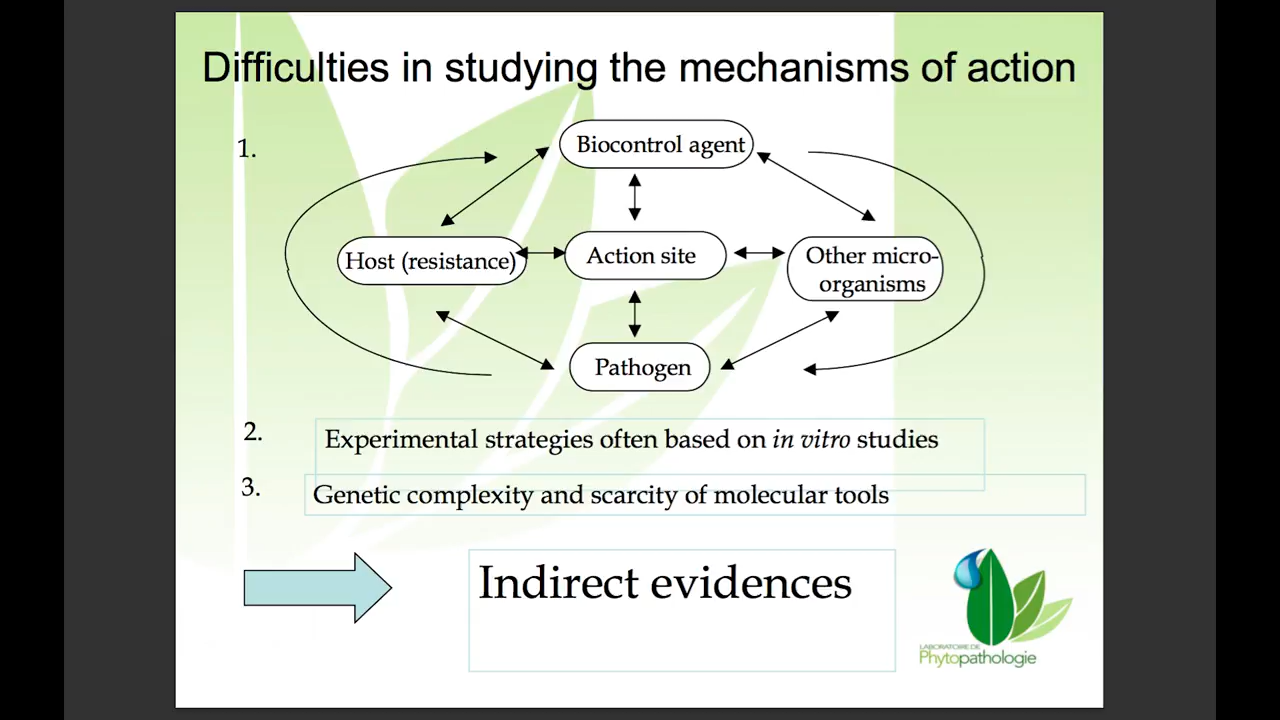 Difficulties in studying the mechanisms of action
1.
Biocontrol agent
Host (resistance)
Action site
Other micro-
organisms
Pathogen
2.
Experimental strategies often based on in vitro studies
3.
Genetic complexity and scarcity of molecular tools
Indirect evidences
LABORATOIRE DE
Phytopathologie